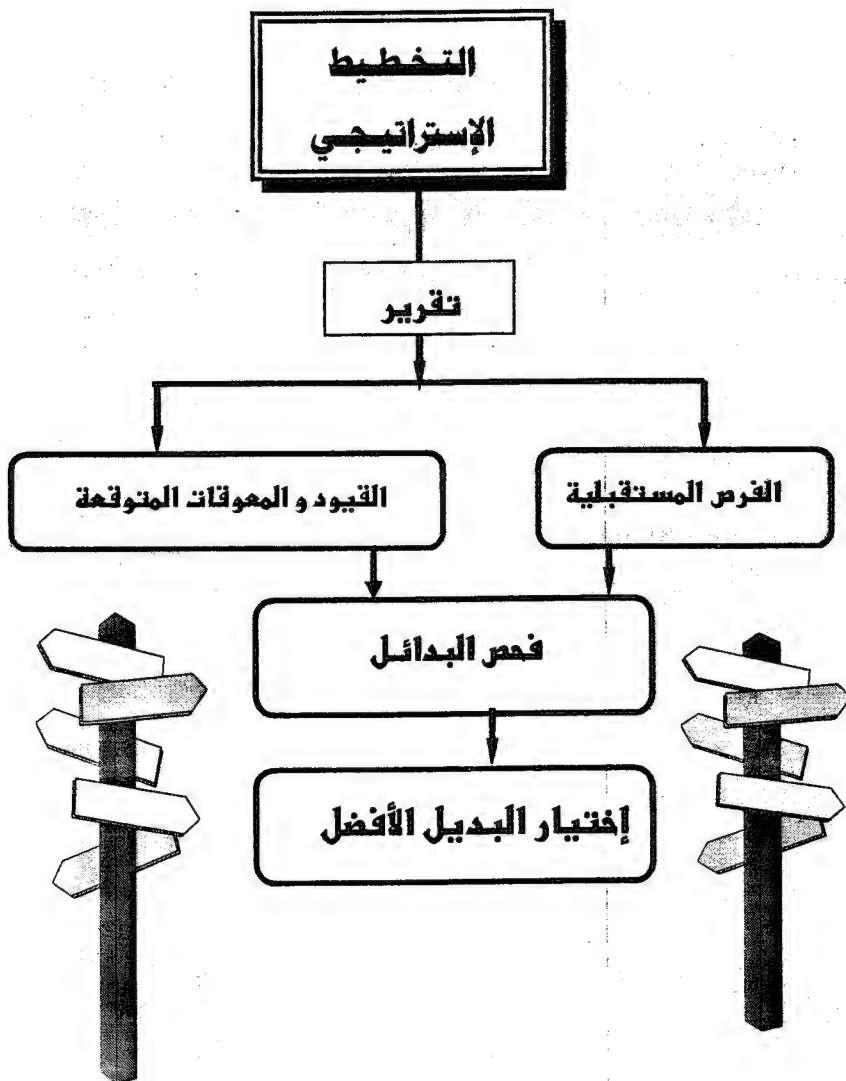 التخطيط
الإستراتيجي
تقرير
الفرص المستقبلية
القيود و المعوقات المتوقعة
فحص البدائل
إختيار البديل الأفضل